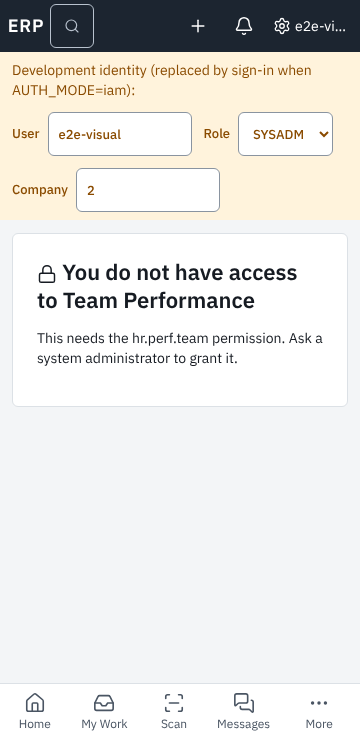 ERP
e2e-vi...
Development identity (replaced by sign-in when
AUTH_MODE=iam):
User e2e-visual Role SYSADM
Company 2
You do not have access
to Team Performance
This needs the hr.perf.team permission. Ask a
system administrator to grant it.
Home My Work Scan Messages More